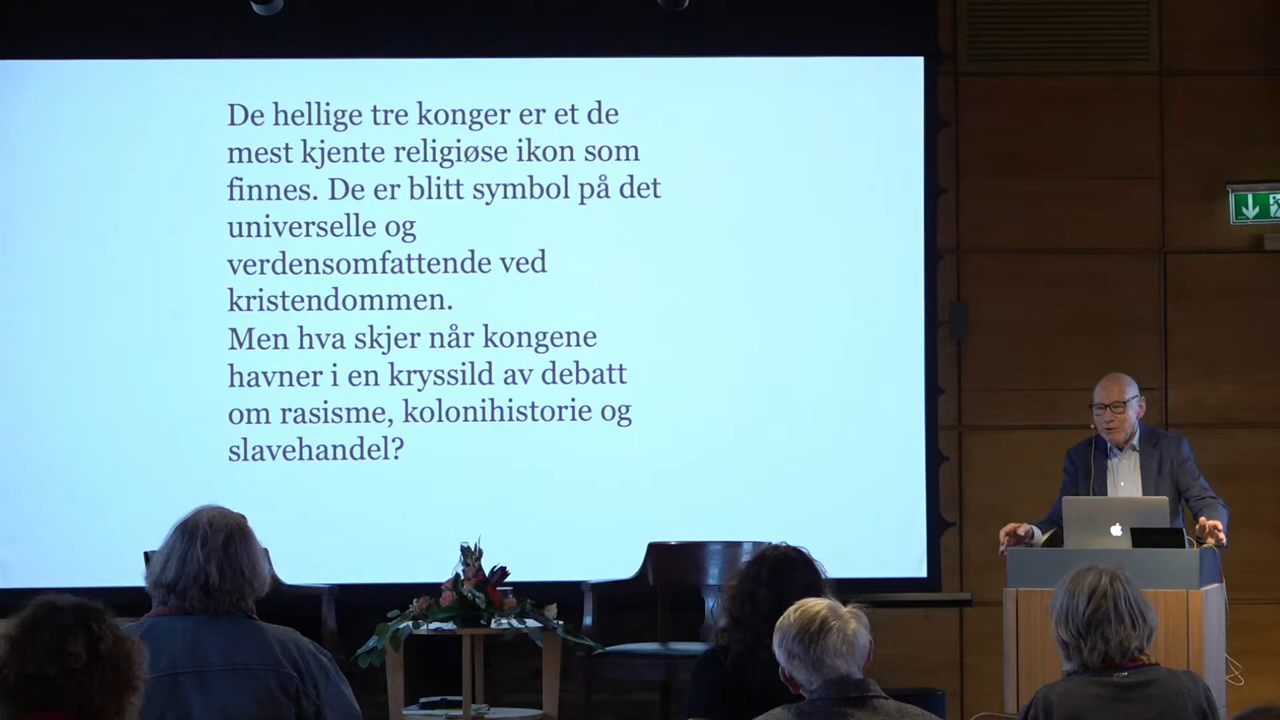 De hellige tre konger er et de
mest kjente religiøse ikon som
finnes. De er blitt symbol på det
universelle og
verdensomfattende ved
kristendommen.
Men hva skjer når kongene
havner i en kryssild av debatt
om rasisme, kolonihistorie og
slavehandel?